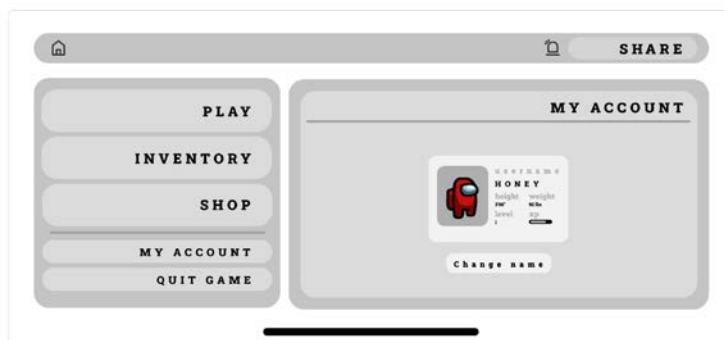 SHARE
PLAY
INVENTORY
SHOP
MY ACCOUNT
QUIT GAME
MY ACCOUNT
username
HONEY
height weight
level xp
Change name